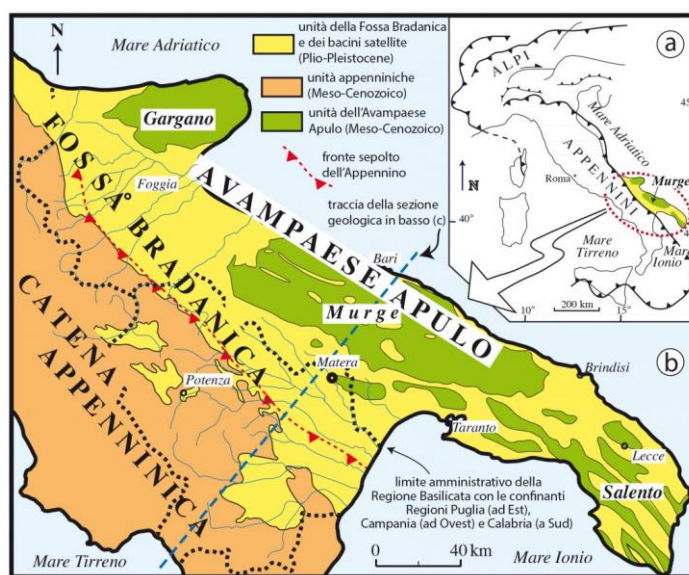 Mare Adriatico
N
unità della Fossa Bradanica
e dei bacini satellite
(Plio-Pleistocene)
unità appenniniche
(Meso-Cenozoico)
unità dell'Avampaese
Apulo (Meso-Cenozoico)
fronte sepolto
dell'Appennino
traccia della sezione
geologica in basso (c)
a
ALPI
Mare Adriatico
APPENNINI
Roma
Murge
Mare
Tirreno
Mar
Ionio
N
45
40°
10°
15°
200 km
Gargano
Foggia
FOSSA BRADANICA
AVAMPAESE APULO
Bari
Murge
CATENA
APPENNINICA
Potenza
Matera
b
Brindisi
Taranto
Lecce
Salento
limite amministrativo della
Regione Basilicata con le confinanti
Regioni Puglia (ad Est),
Campania (ad Ovest) e Calabria (a Sud)
Mare Tirreno
0
40 km
Mare Ionio